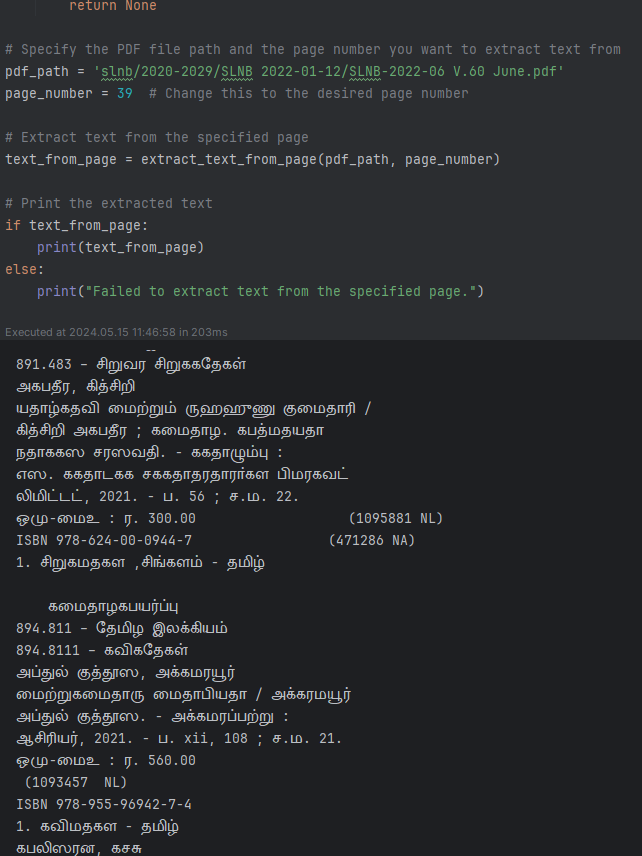 return None
# Specify the PDF file path and the page number you want to extract text from
pdf_path = 'slnb/2020-2029/SLNB 2022-01-12/SLNB-2022-06 V.60 June.pdf'
page_number = 39  # Change this to the desired page number
# Extract text from the specified page
text_from_page = extract_text_from_page(pdf_path, page_number)
# Print the extracted text
if text_from_page:
    print(text_from_page)
else:
    print("Failed to extract text from the specified page.")
Executed at 2024.05.15 11:46:58 in 203ms
891.483 – சிறுவர சிறுககதேகள்
அகபதீர, கித்சிறி
யதாழ்கதவி மைற்றும் ருஹஹுணு குமைதாரி /
கித்சிறி அகபதீர ; கமைதாழ. கபத்மதயதா
நதாககஸ சரஸவதி. - ககதாழும்பு :
எஸ. ககதாடகக சககதாதரதாரர்கள பிமரகவட்
லிமிட்டட், 2021. - ப. 56 ; ச.ம. 22.
ஒமு-மைஉ : ர. 300.00 (1095881 NL)
ISBN 978-624-00-0944-7 (471286 NA)
1. சிறுகமதகள ,சிங்களம் - தமிழ்
கமைதாழகபயர்ப்பு
894.811 – தேமிழ இலக்கியம்
894.8111 – கவிகதேகள்
அப்துல் குத்தூஸ, அக்கமரயூர்
மைற்றுகமைதாரு மைதாபியதா / அக்கரமயூர்
அப்துல் குத்தூஸ. - அக்கமரப்பற்று :
ஆசிரியர், 2021. - ப. xii, 108 ; ச.ம. 21.
ஒமு-மைஉ : ர. 560.00
(1093457  NL)
ISBN 978-955-96942-7-4
1. கவிமதகள - தமிழ்
கபலிஸரன, கசசு